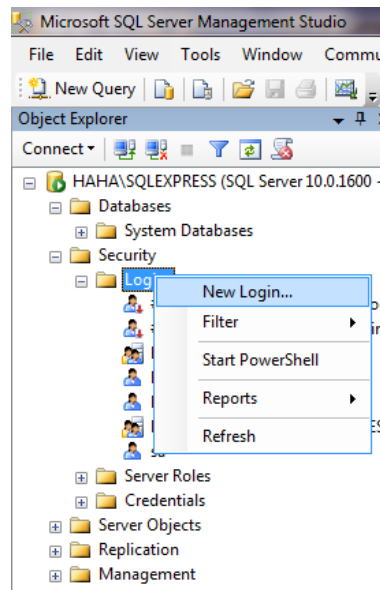 Microsoft SQL Server Management Studio
File Edit View Tools Window Commu
New Query
Object Explorer
Connect
HAHA\SQLEXPRESS (SQL Server 10.0.1600 -
Databases
System Databases
Security
New Login...
Filter
Start PowerShell
Reports
Refresh
sa
Server Roles
Credentials
Server Objects
Replication
Management